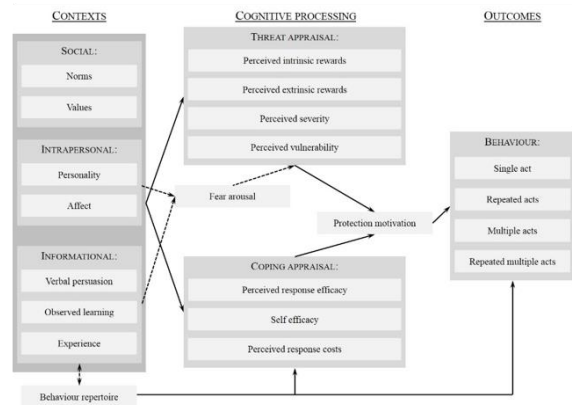 CONTEXTS
COGNITIVE PROCESSING
OUTCOMES
SOCIAL:
Norms
Values
INTRAPERSONAL:
Personality
Affect
INFORMATIONAL:
Verbal persuasion
Observed learning
Experience
Behaviour repertoire
THREAT APPRAISAL:
Perceived intrinsic rewards
Perceived extrinsic rewards
Perceived severity
Perceived vulnerability
Fear arousal
Protection motivation
COPING APPRAISAL:
Perceived response efficacy
Self efficacy
Perceived response costs
BEHAVIOUR:
Single act
Repeated acts
Multiple acts
Repeated multiple acts